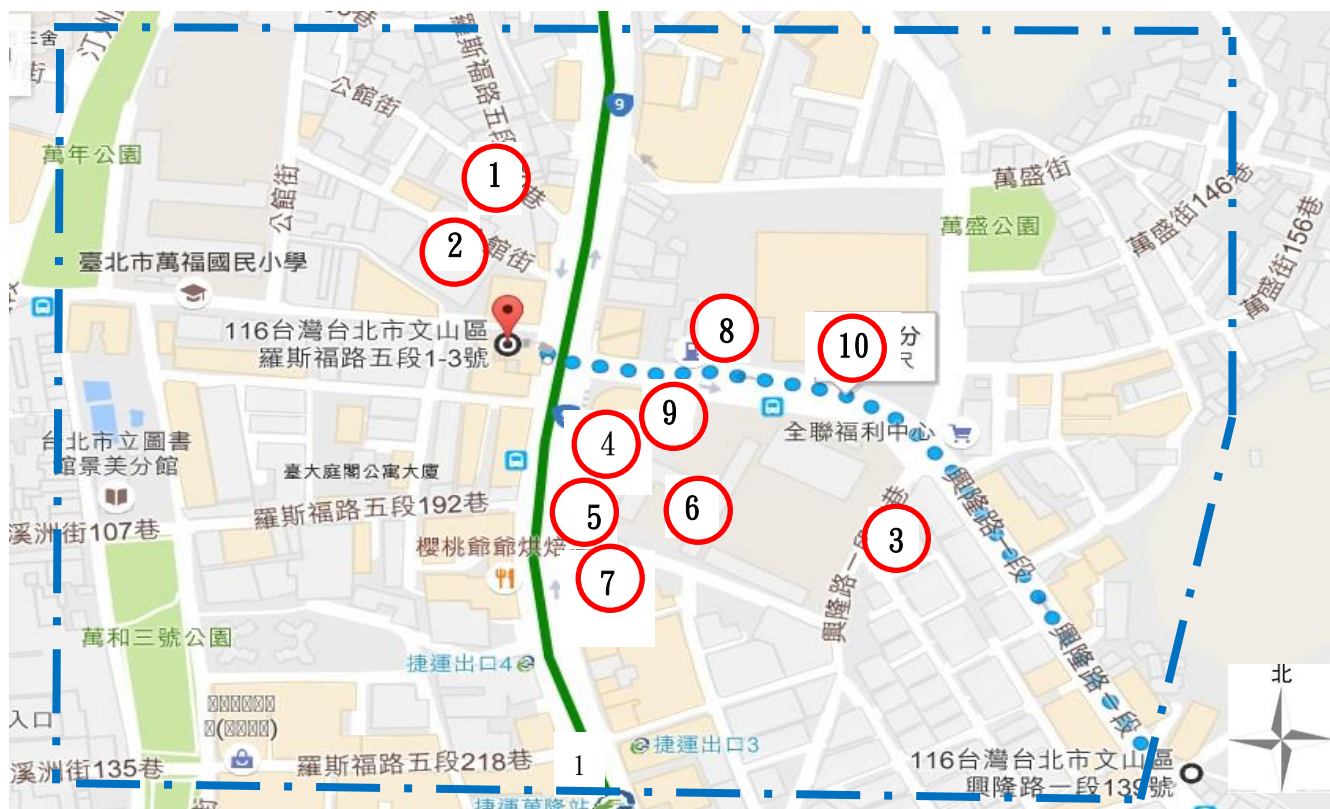 汀州
羅斯福路五段
公館街
9
萬年公園
1
巷
公館街
萬盛街
萬盛街146巷
萬盛公園
萬盛街156巷
2
館街
臺北市萬福國民小學
116台灣台北市文山區
羅斯福路五段1-3號
8
10
分
9
4
全聯福利中心
台北市立圖書
館景美分館
臺大庭閣公寓大廈
羅斯福路五段192巷
5
6
3
溪洲街107巷
櫻桃爺爺烘焙
7
興隆路一段
興隆路一段
巷
興隆路一段
萬和三號公園
捷運出口4
北
入口
捷運出口3
溪洲街135巷
羅斯福路五段218巷
1
116台灣台北市文山區
興隆路一段139號
捷運萬隆站